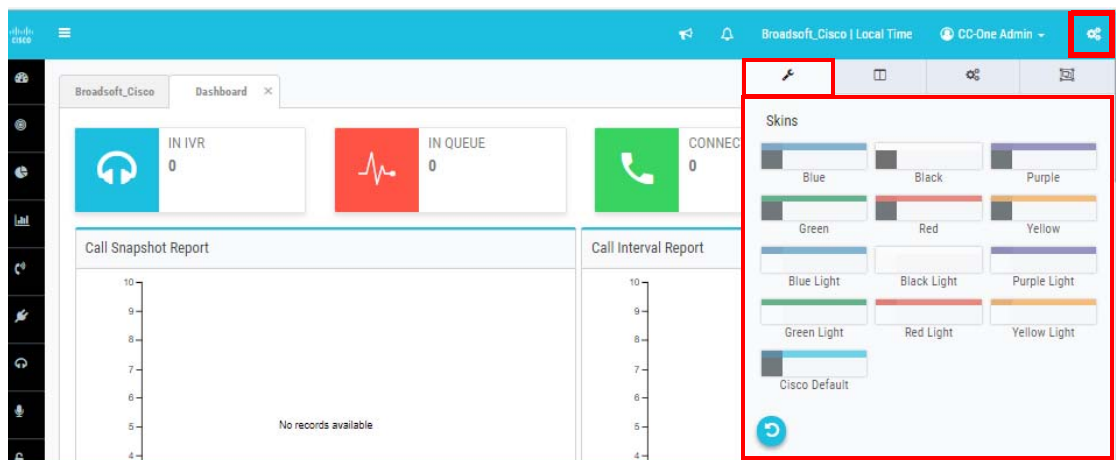 cisco
Broadsoft_Cisco | Local Time
CC-One Admin
Broadsoft_Cisco
Dashboard
IN IVR
0
IN QUEUE
0
CONNEC
0
Call Snapshot Report
10
9
8
7
6
5
4
No records available
Call Interval Report
10
9
8
7
6
5
4
Skins
Blue
Black
Purple
Green
Red
Yellow
Blue Light
Black Light
Purple Light
Green Light
Red Light
Yellow Light
Cisco Default